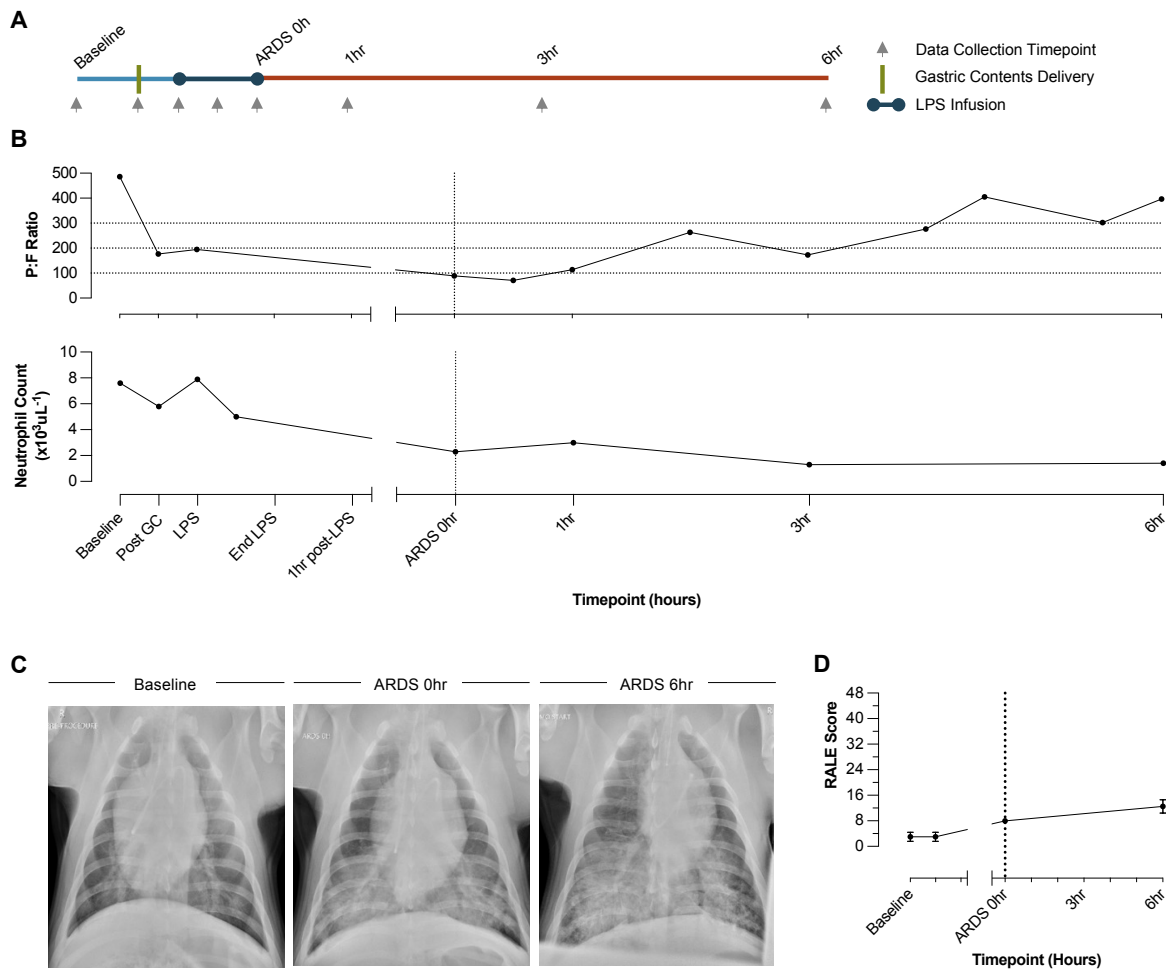 A
Baseline
ARDS 0h
1hr
3hr
6hr
Data Collection Timepoint
Gastric Contents Delivery
LPS Infusion
B
500
400
300
200
100
0
P:F Ratio
10
8
6
4
2
0
Neutrophil Count
(x10³uL⁻¹)
Baseline
Post GC
LPS
End LPS
1hr post-LPS
ARDS 0hr
1hr
3hr
6hr
Timepoint (hours)
C
Baseline
ARDS 0hr
ARDS 6hr
D
48
40
32
24
16
8
0
RALE Score
Baseline
ARDS 0hr
3hr
6hr
Timepoint (Hours)